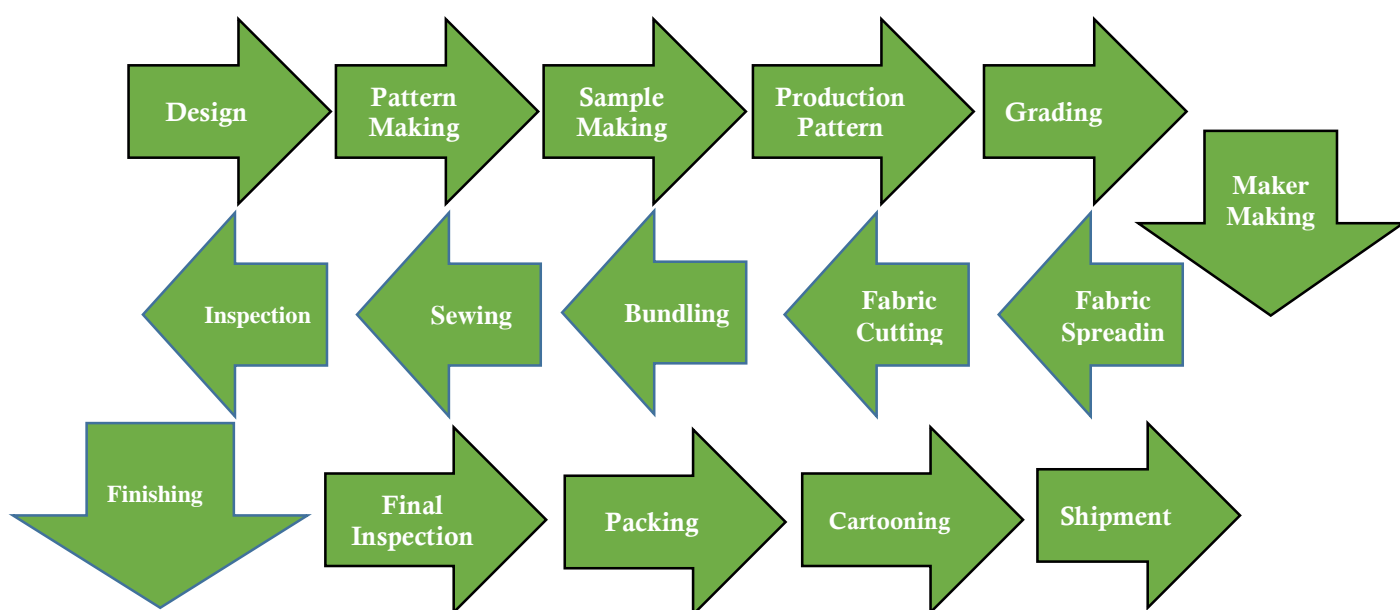 Design
Pattern
Making
Sample
Making
Production
Pattern
Grading
Maker
Making
Fabric
Spreadin
Fabric
Cutting
Bundling
Sewing
Inspection
Finishing
Final
Inspection
Packing
Cartooning
Shipment